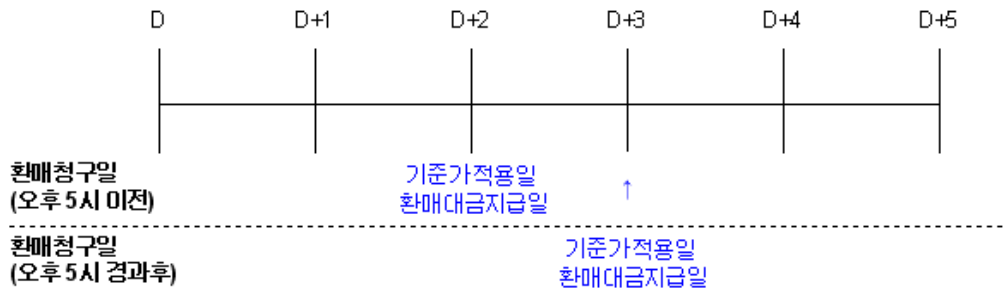 D D+1 D+2 D+3 D+4 D+5
환매청구일 기준가적용일
(오후 5시 이전) 환매대금지급일 ↑
환매청구일 기준가적용일
(오후 5시 경과후) 환매대금지급일